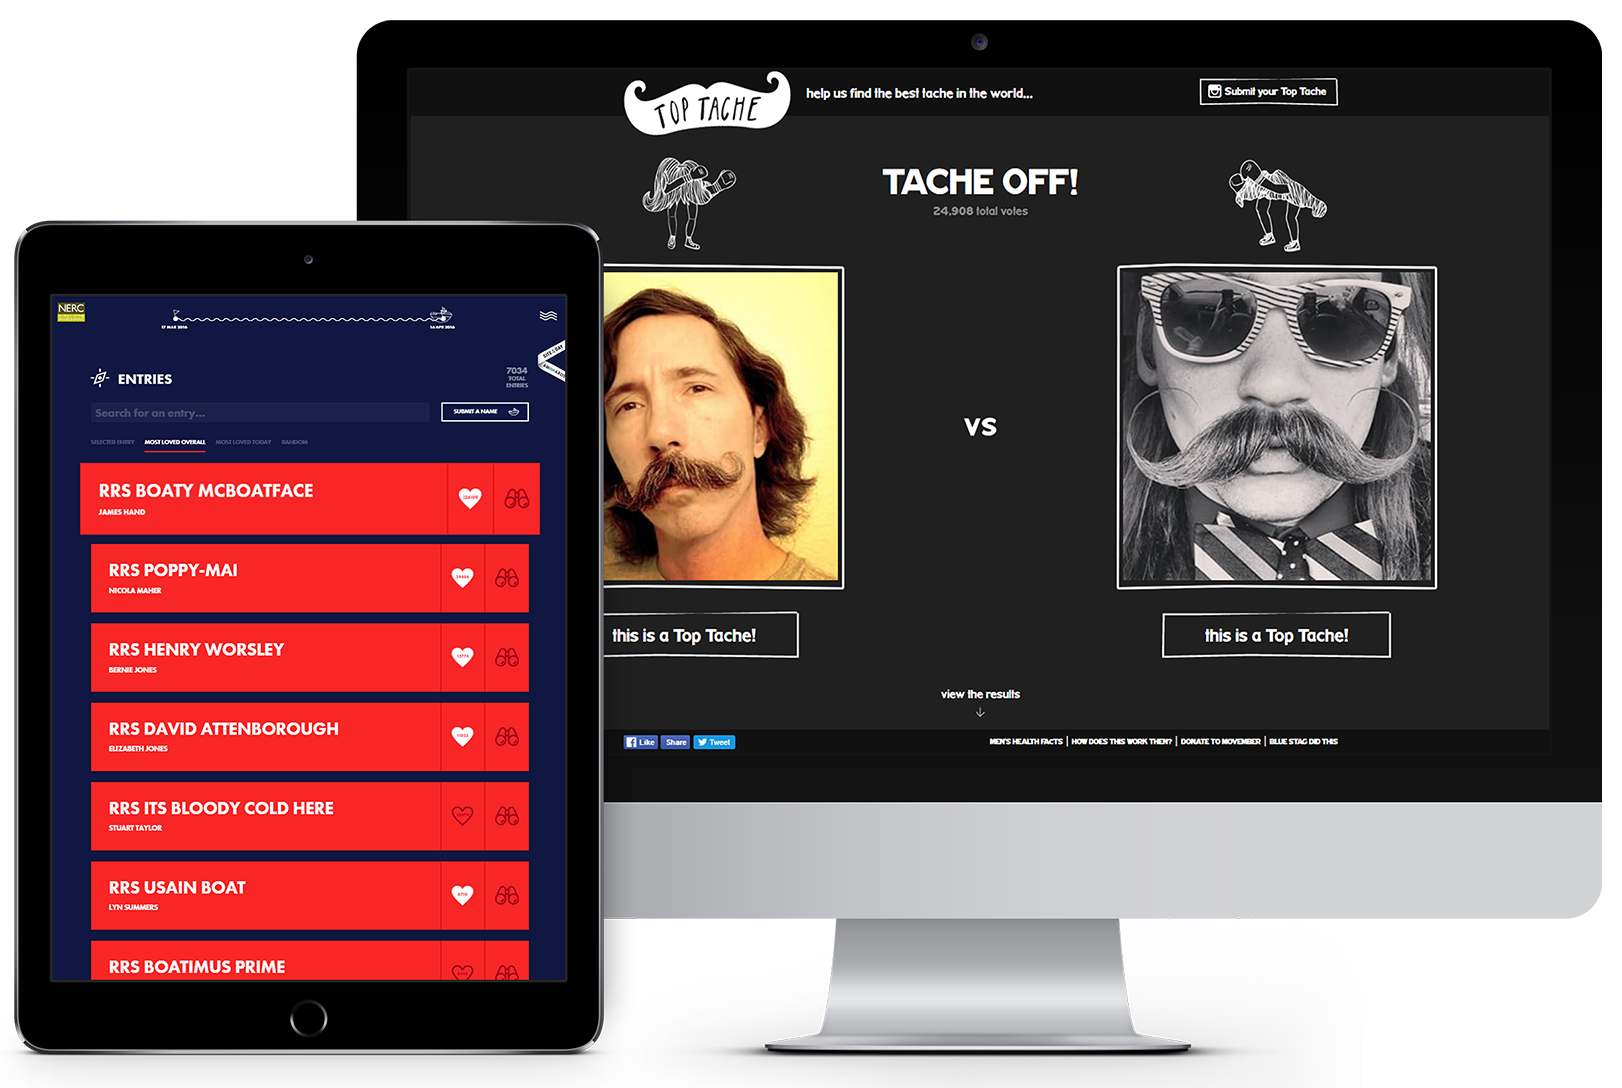 TOP TACHE
help us find the best tache in the world...
Submit your Top Tache
TACHE OFF!
24,908 total votes
vs
this is a Top Tache!
this is a Top Tache!
view the results
Like
Share
Tweet
MEN'S HEALTH FACTS | HOW DOES THIS WORK THEN? | DONATE TO MOVEMBER | BLUE STAG DID THIS
NERC
17 MAR 2016
16 APR 2016
SITE OF THE DAY
ENTRIES
7034
TOTAL
ENTRIES
Search for an entry...
SUBMIT A NAME
SELECTED ENTRY
MOST LOVED OVERALL
MOST LOVED TODAY
RANDOM
RRS BOATY MCBOATFACE
JAMES HAND
RRS POPPY-MAI
NICOLA MAHER
RRS HENRY WORSLEY
BERNIE JONES
RRS DAVID ATTENBOROUGH
ELIZABETH JONES
RRS ITS BLOODY COLD HERE
STUART TAYLOR
RRS USAIN BOAT
LYN SUMMERS
RRS BOATIMUS PRIME